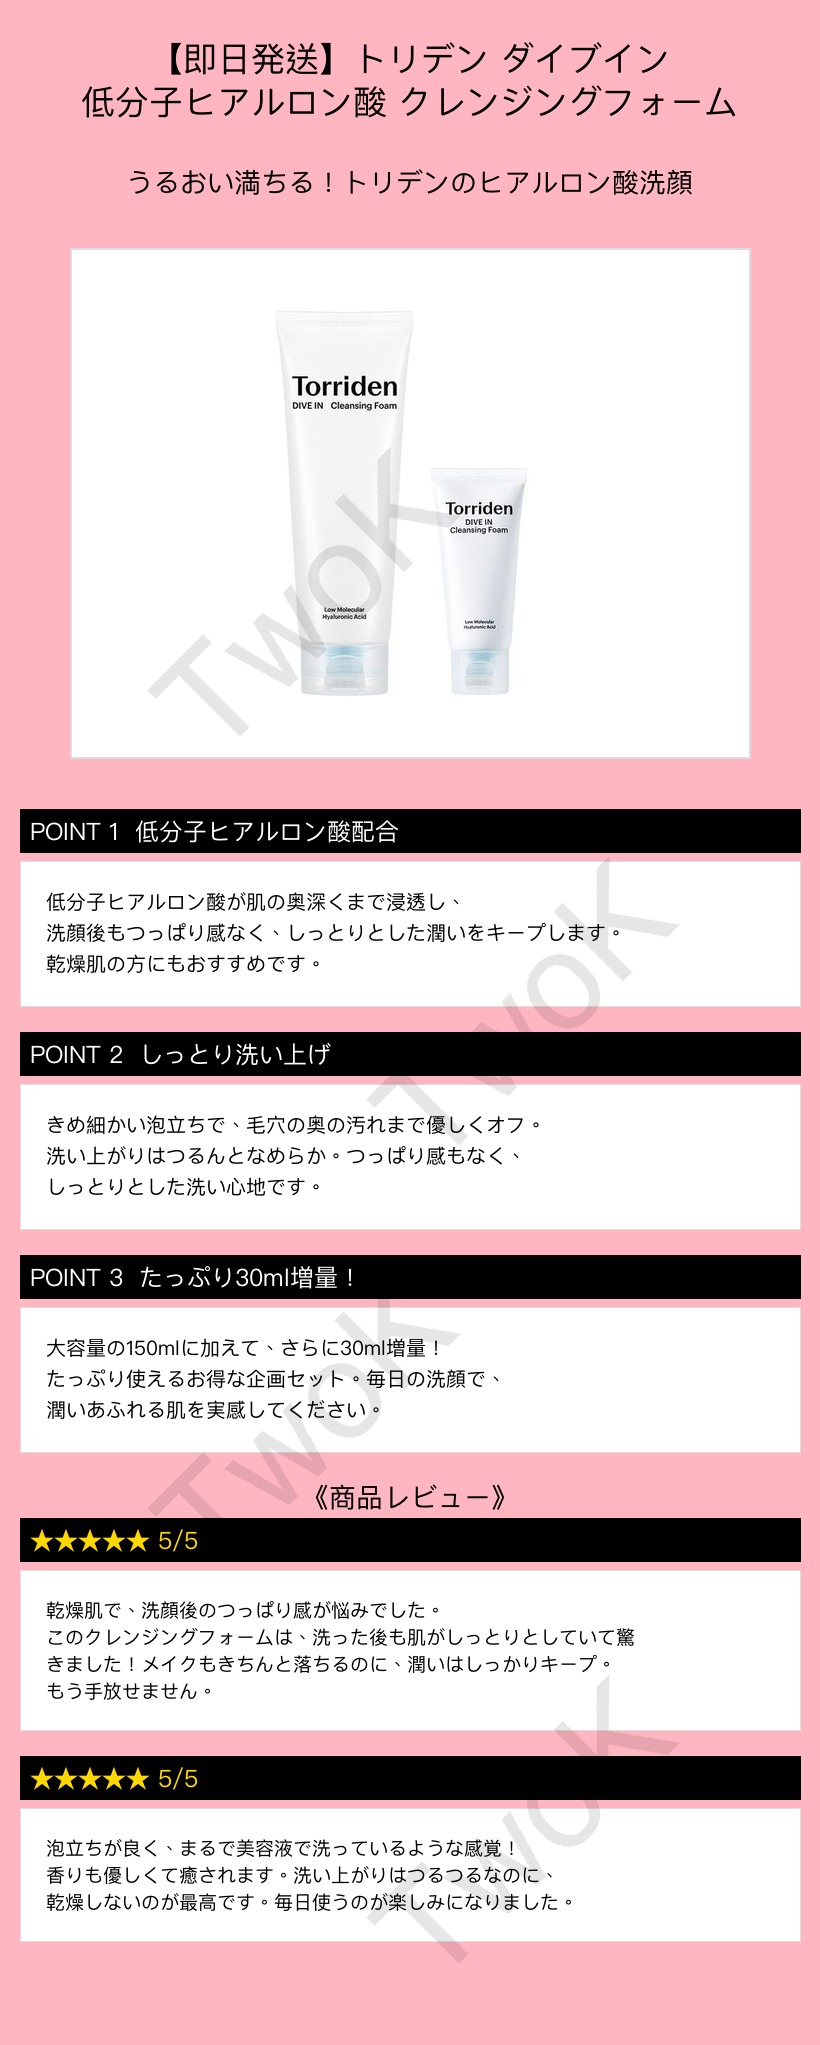 【即日発送】トリデン ダイブイン
低分子ヒアルロン酸 クレンジングフォーム
うるおい満ちる！トリデンのヒアルロン酸洗顔
Torriden
DIVE IN Cleansing Foam
Low Molecular
Hyaluronic Acid
Torriden
DIVE IN
Cleansing Foam
Low Molecular
Hyaluronic Acid
TwoK
POINT 1 低分子ヒアルロン酸配合
低分子ヒアルロン酸が肌の奥深くまで浸透し、
洗顔後もつっぱり感なく、しっとりとした潤いをキープします。
乾燥肌の方にもおすすめです。
TwoK
POINT 2 しっとり洗い上げ
きめ細かい泡立ちで、毛穴の奥の汚れまで優しくオフ。
洗い上がりはつるんとなめらか。つっぱり感もなく、
しっとりとした洗い心地です。
POINT 3 たっぷり30ml増量！
大容量の150mlに加えて、さらに30ml増量！
たっぷり使えるお得な企画セット。毎日の洗顔で、
潤いあふれる肌を実感してください。
TwoK
《商品レビュー》
★★★★★ 5/5
乾燥肌で、洗顔後のつっぱり感が悩みでした。
このクレンジングフォームは、洗った後も肌がしっとりとしていて驚
きました！メイクもきちんと落ちるのに、潤いはしっかりキープ。
もう手放せません。
★★★★★ 5/5
泡立ちが良く、まるで美容液で洗っているような感覚！
香りも優しくて癒されます。洗い上がりはつるつるなのに、
乾燥しないのが最高です。毎日使うのが楽しみになりました。
TwoK